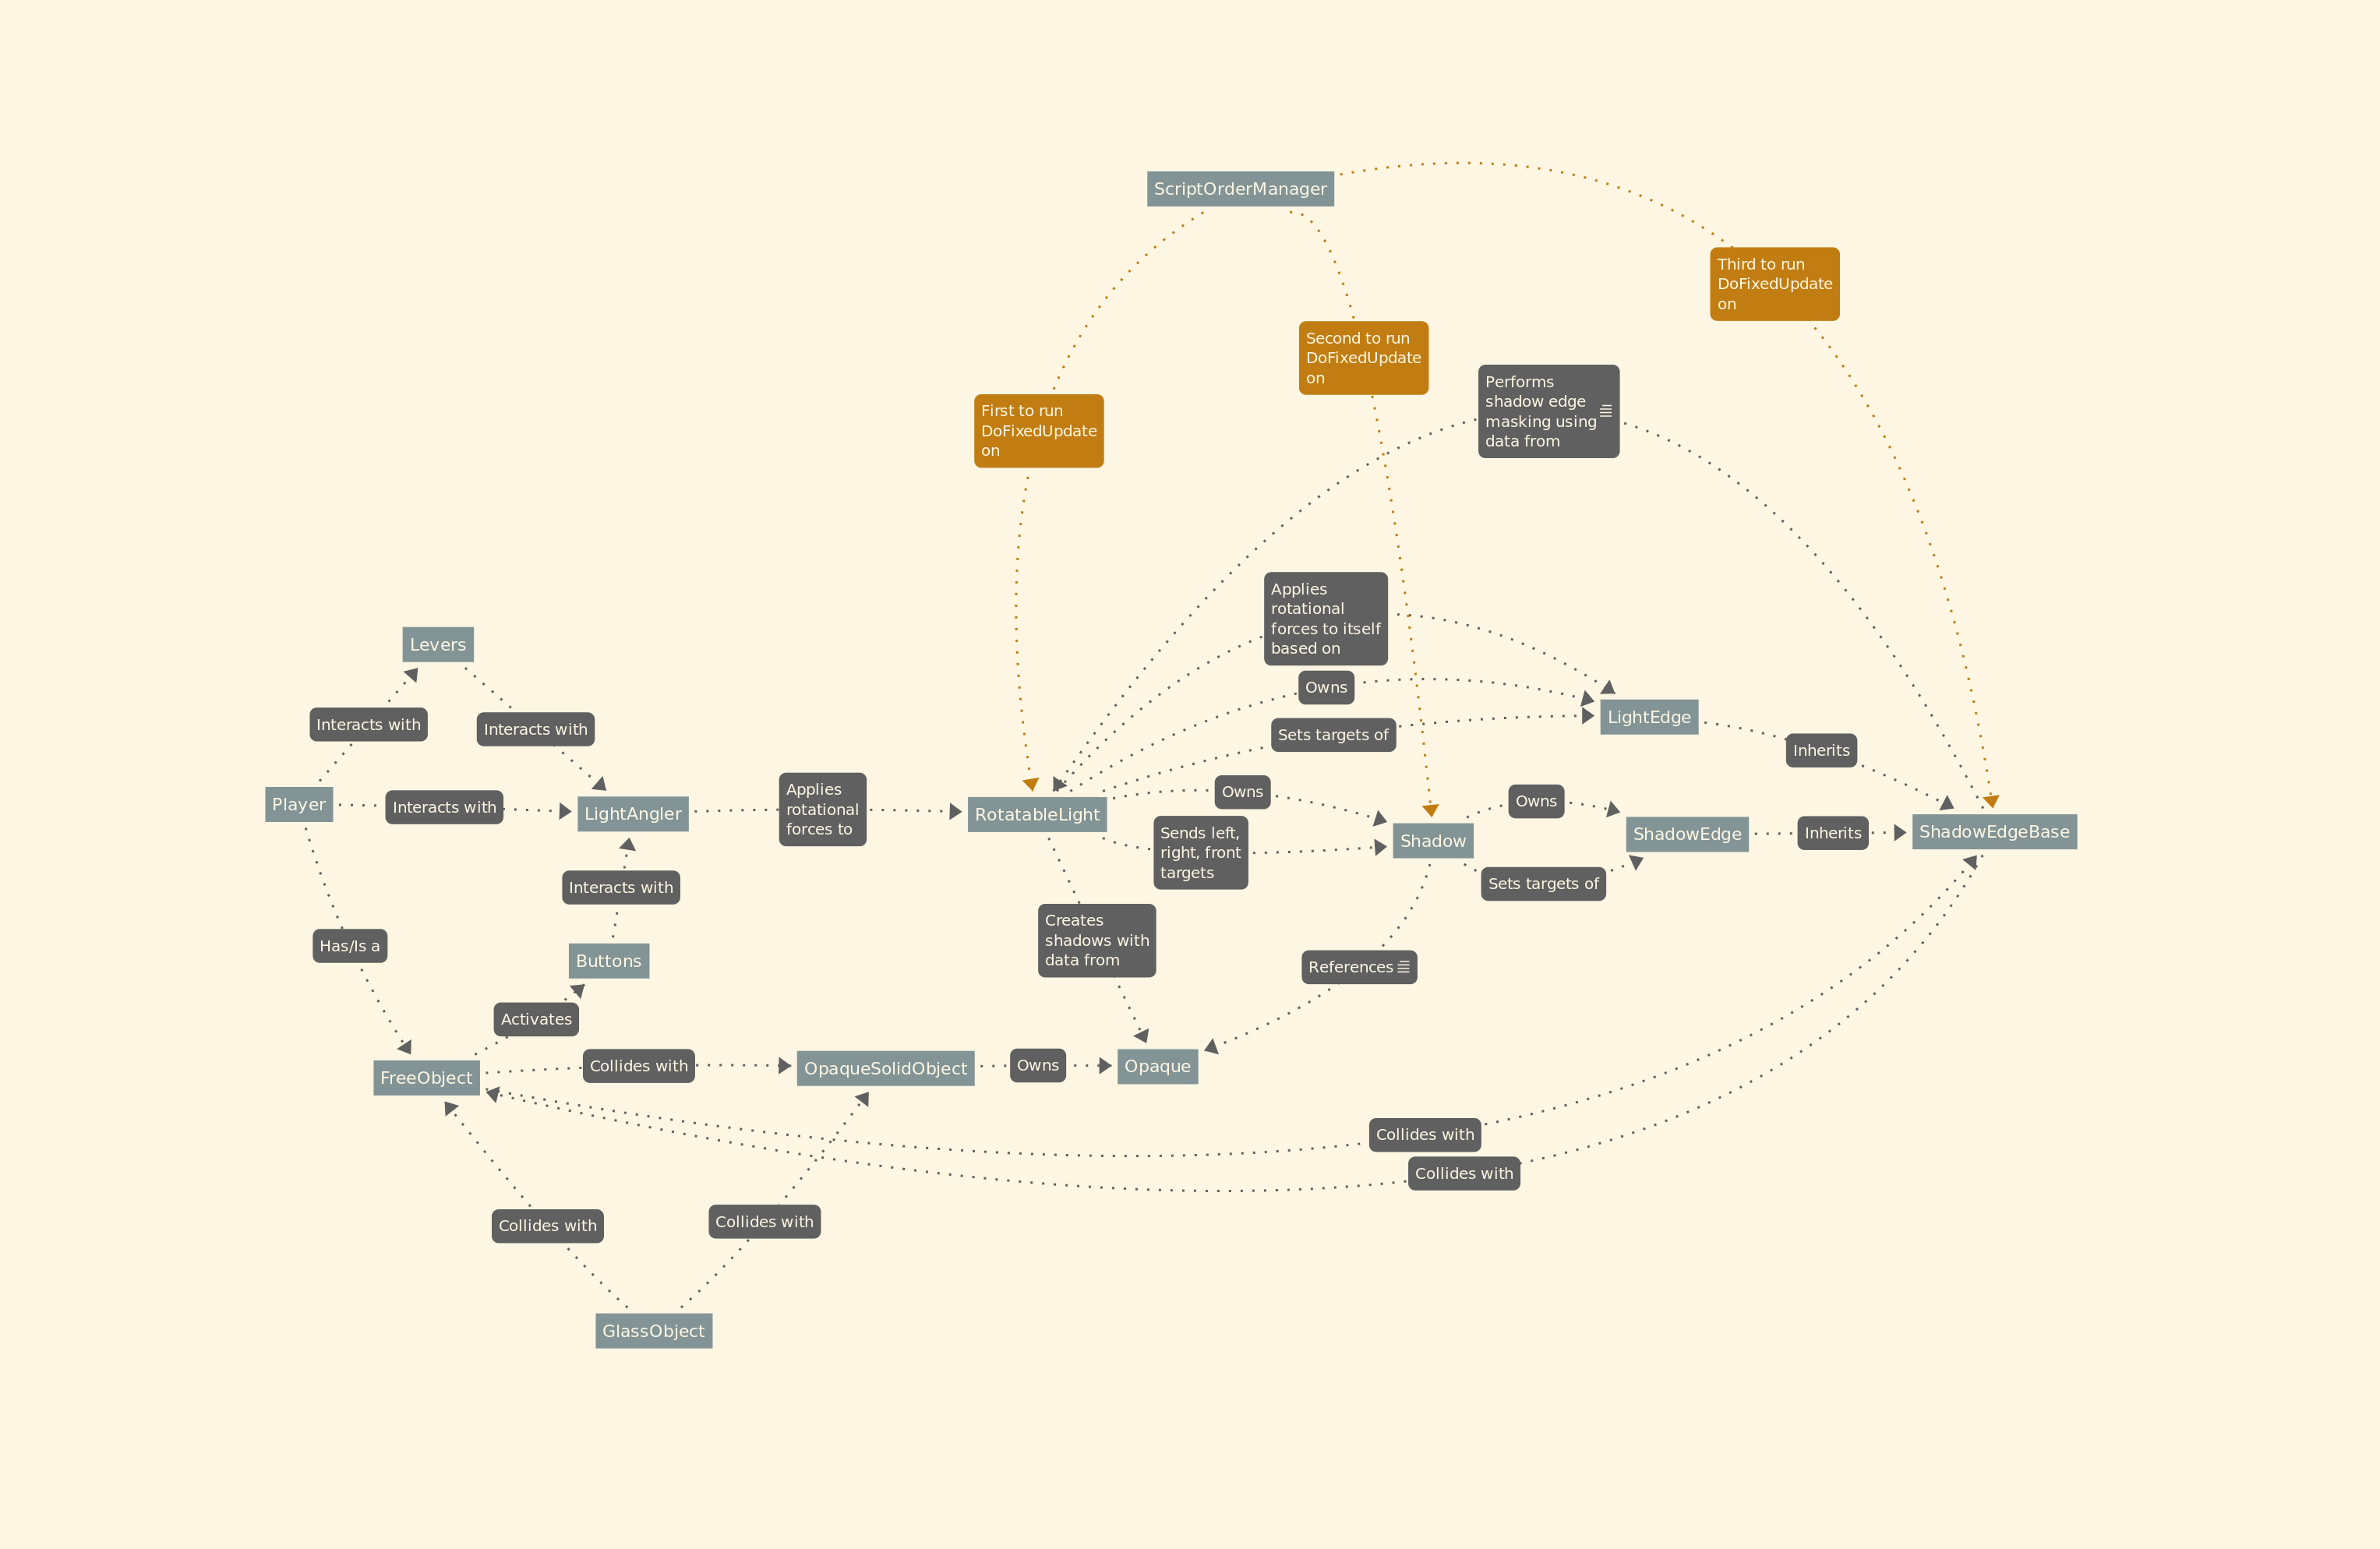 ScriptOrderManager
Third to run
DoFixedUpdate
on
Second to run
DoFixedUpdate
on
Performs
shadow edge
masking using
data from
First to run
DoFixedUpdate
on
Applies
rotational
forces to itself
based on
Levers
Owns
Interacts with
Interacts with
Sets targets of
LightEdge
Inherits
Player
Interacts with
LightAngler
Applies
rotational
forces to
RotatableLight
Owns
Sends left,
right, front
targets
Shadow
Owns
ShadowEdge
Inherits
ShadowEdgeBase
Interacts with
Sets targets of
Has/Is a
Buttons
Creates
shadows with
data from
References
Activates
FreeObject
Collides with
OpaqueSolidObject
Owns
Opaque
Collides with
Collides with
Collides with
Collides with
GlassObject